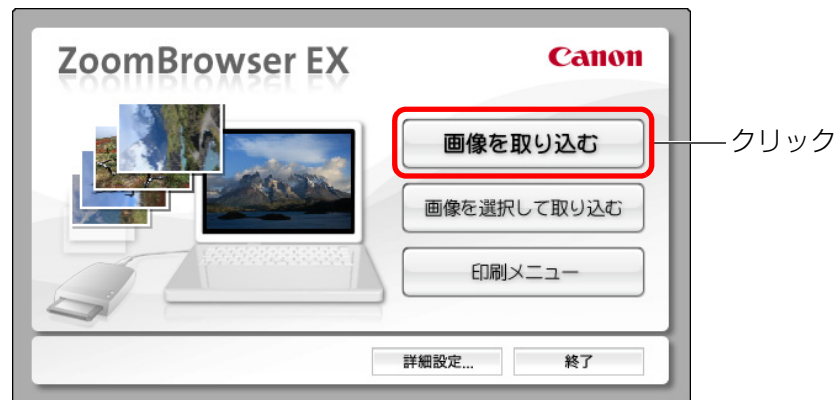 ZoomBrowser EX
Canon
画像を取り込む
クリック
画像を選択して取り込む
印刷メニュー
詳細設定...
終了